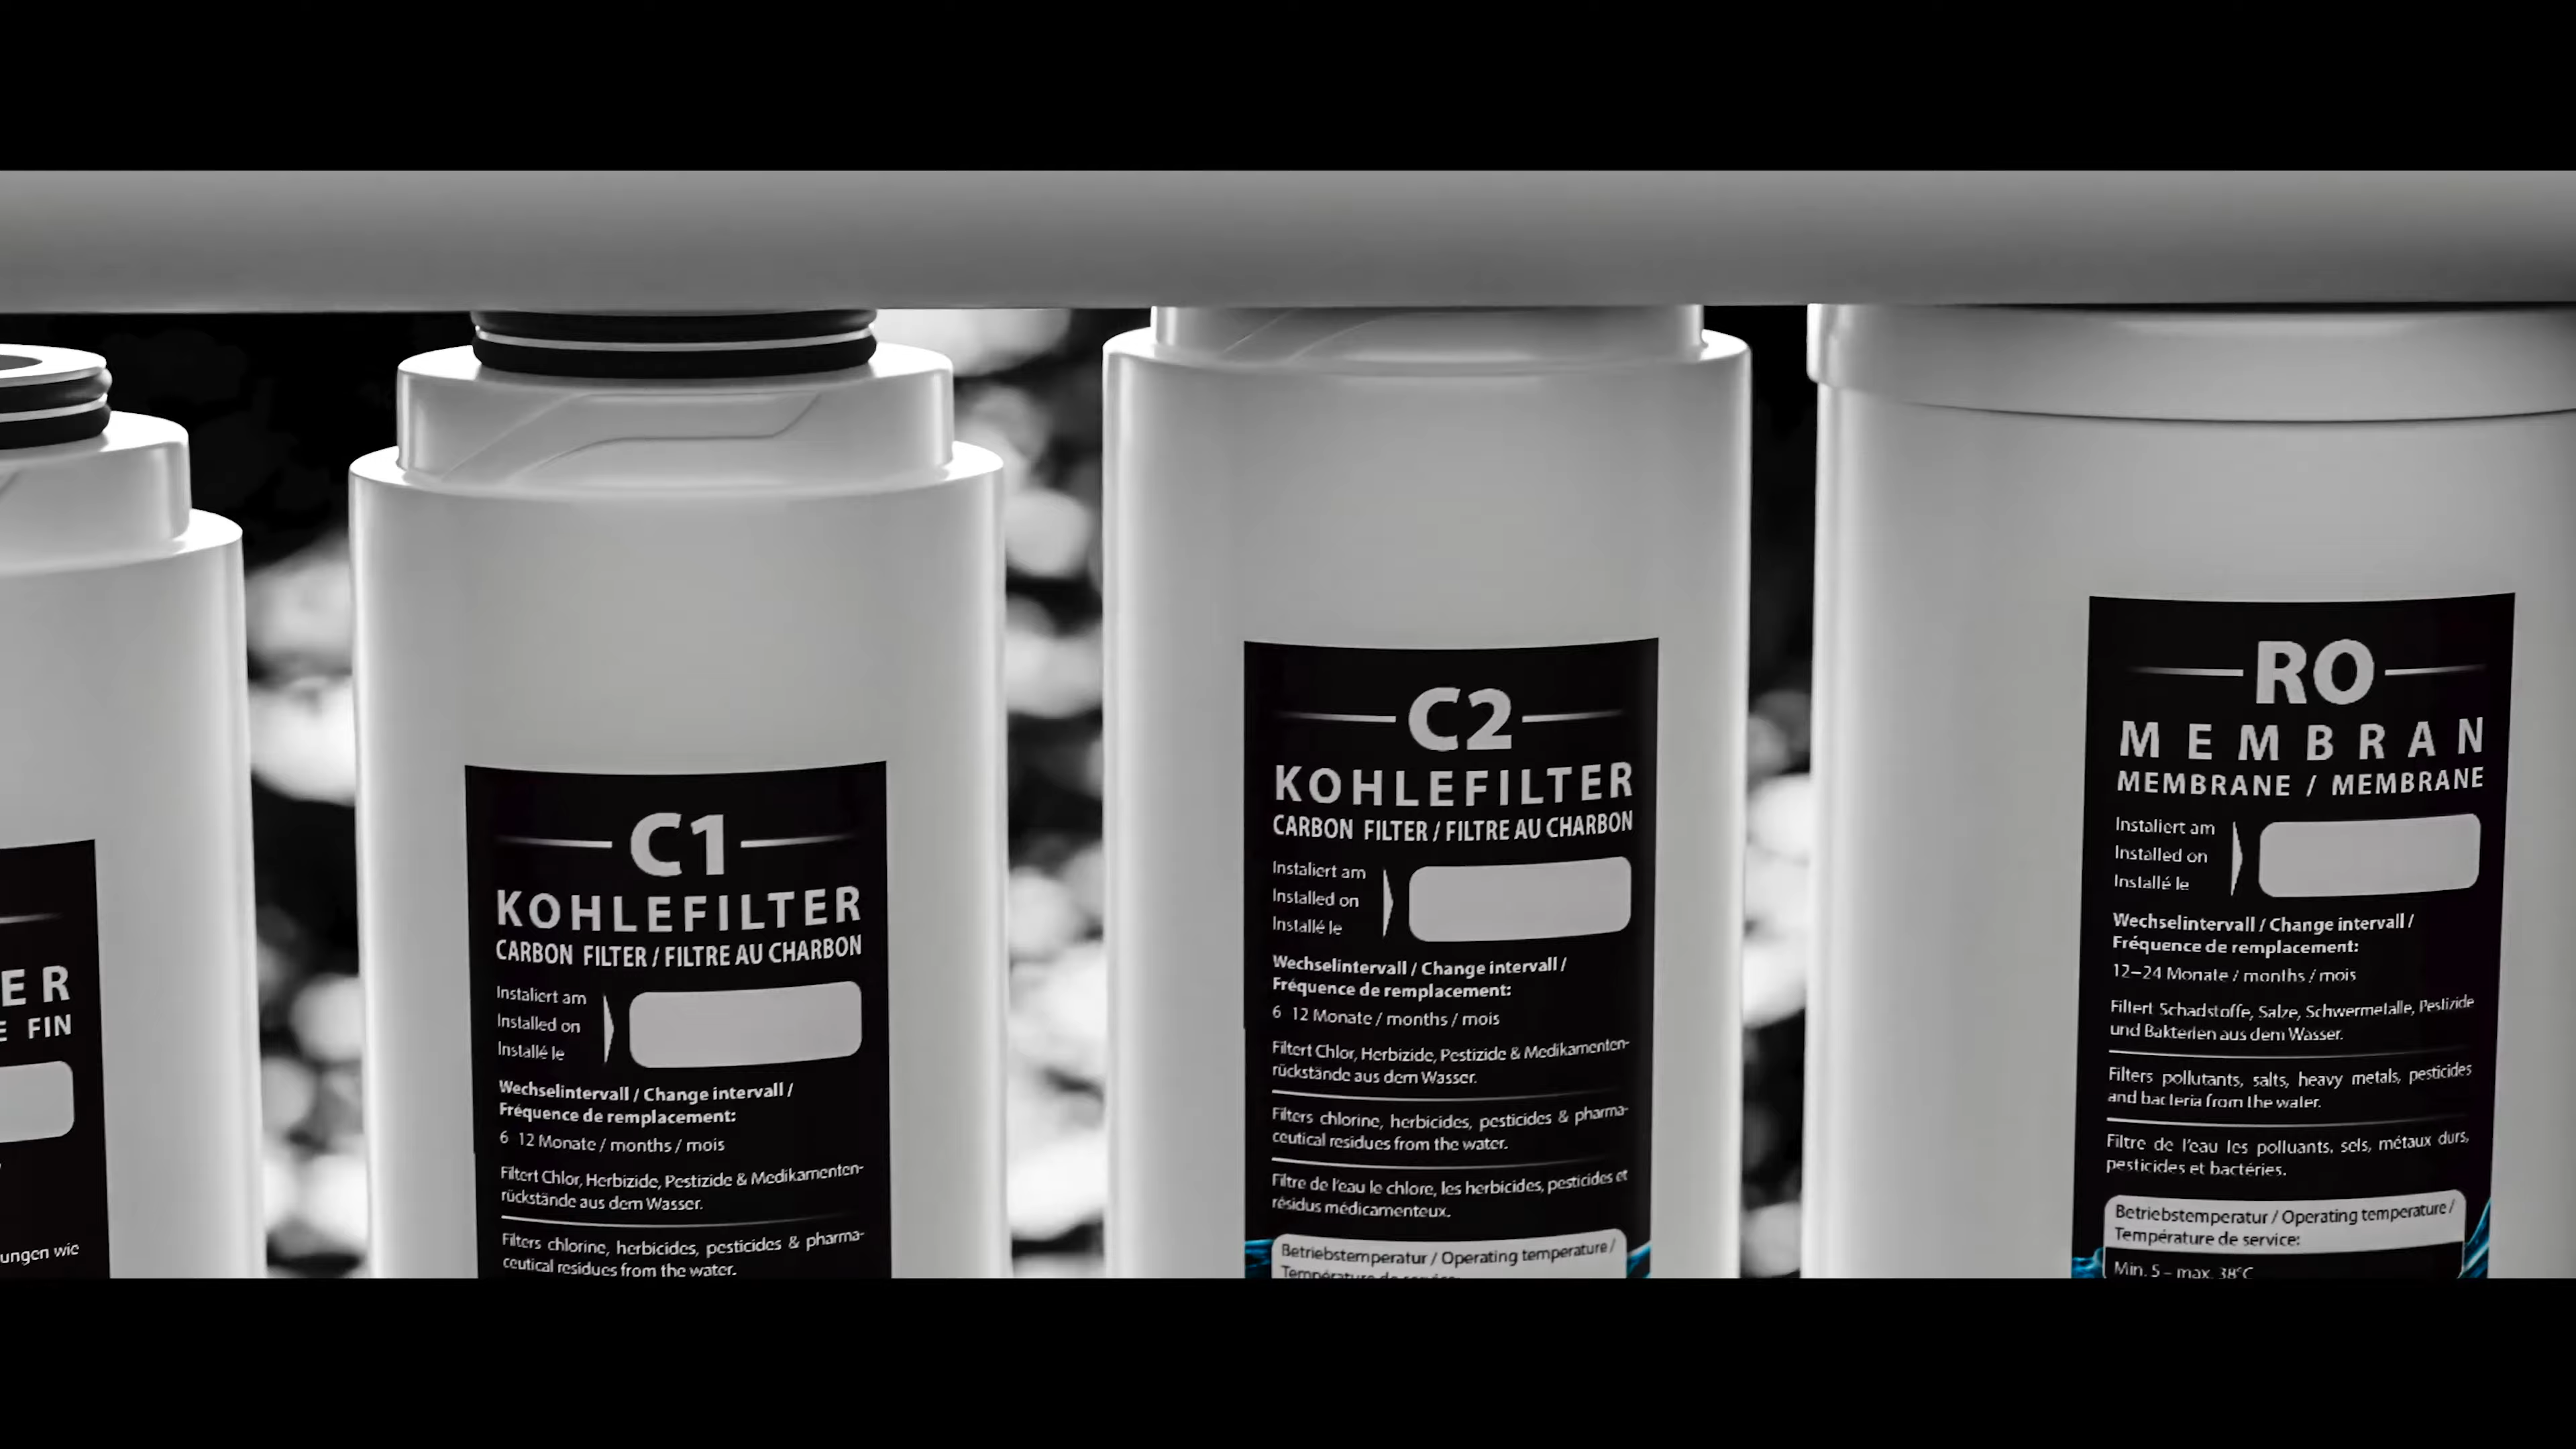 ER
E FIN
ungen wie
C1
KOHLEFILTER
CARBON FILTER / FILTRE AU CHARBON
Instaliert am
Installed on
Installé le
Wechselintervall / Change intervall /
Fréquence de remplacement:
6 12 Monate / months / mois
Filtert Chlor, Herbizide, Pestizide & Medikamenten-
rückstände aus dem Wasser.
Filters chlorine, herbicides, pesticides & pharma-
ceutical residues from the water.
C2
KOHLEFILTER
CARBON FILTER / FILTRE AU CHARBON
Instaliert am
Installed on
Installé le
Wechselintervall / Change intervall /
Fréquence de remplacement:
6 12 Monate / months / mois
Filtert Chlor, Herbizide, Pestizide & Medikamenten-
rückstände aus dem Wasser.
Filters chlorine, herbicides, pesticides & pharma-
ceutical residues from the water.
Filtre de l'eau le chlore, les herbicides, pesticides et
résidus médicamenteux.
Betriebstemperatur / Operating temperature /
Température de service:
RO
MEMBRAN
MEMBRANE / MEMBRANE
Instaliert am
Installed on
Installé le
Wechselintervall / Change intervall /
Fréquence de remplacement:
12–24 Monate / months / mois
Filtert Schadstoffe, Salze, Schwermetalle, Pestizide
und Bakterien aus dem Wasser.
Filters pollutants, salts, heavy metals, pesticides
and bacteria from the water.
Filtre de l'eau les polluants, sels, métaux durs,
pesticides et bactéries.
Betriebstemperatur / Operating temperature /
Température de service:
Min. 5 – max. 38°C